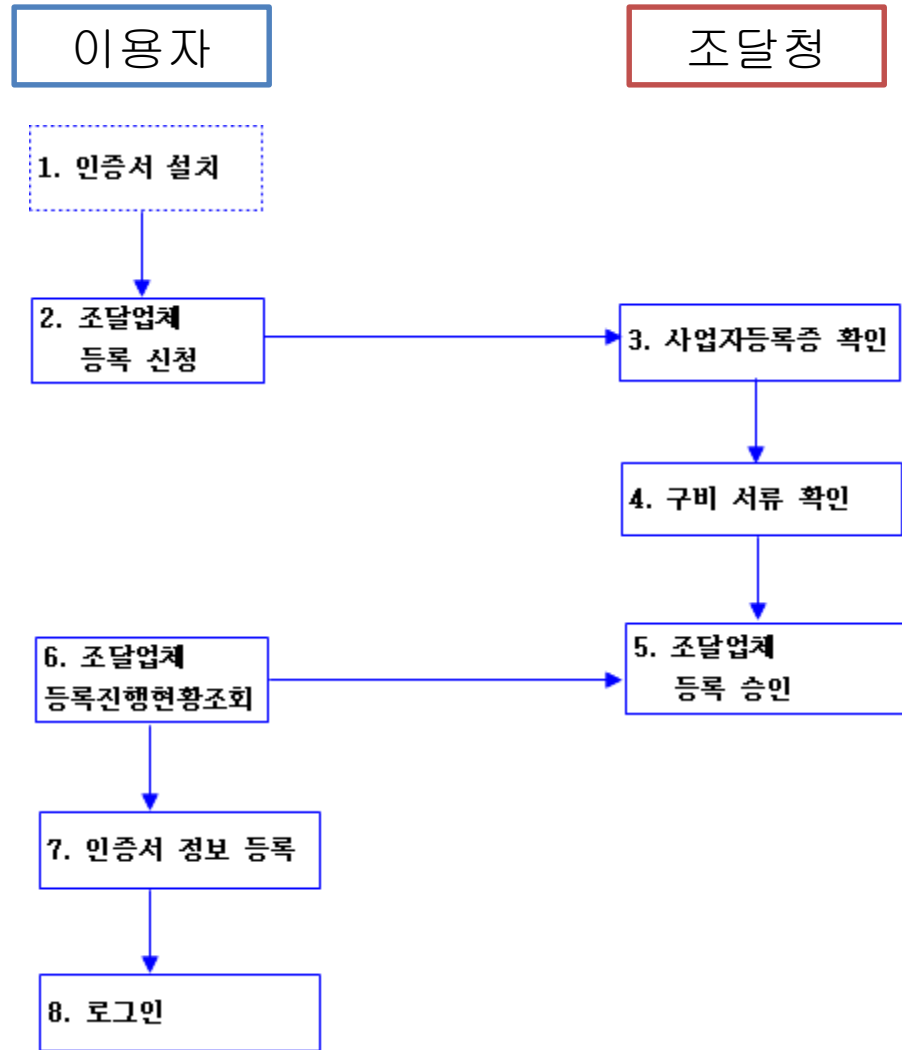 이용자
조달청
1. 인증서 설치
2. 조달업체
등록 신청
3. 사업자등록증 확인
4. 구비 서류 확인
5. 조달업체
등록 승인
6. 조달업체
등록진행현황조회
7. 인증서 정보 등록
8. 로그인